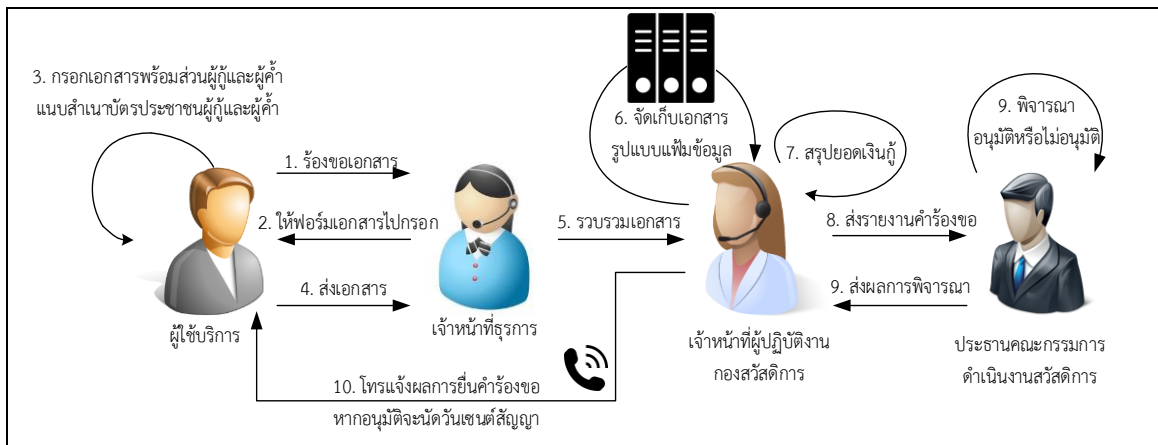 3. กรอกเอกสารพร้อมส่วนผู้กู้และผู้ค้ำ
แนบสำเนาบัตรประชาชนผู้กู้และผู้ค้ำ
1. ร้องขอเอกสาร
2. ให้ฟอร์มเอกสารไปกรอก
4. ส่งเอกสาร
ผู้ใช้บริการ
เจ้าหน้าที่ธุรการ
5. รวบรวมเอกสาร
6. จัดเก็บเอกสาร
รูปแบบแฟ้มข้อมูล
7. สรุปยอดเงินกู้
8. ส่งรายงานคำร้องขอ
9. พิจารณา
อนุมัติหรือไม่อนุมัติ
9. ส่งผลการพิจารณา
เจ้าหน้าที่ผู้ปฏิบัติงาน
กองสวัสดิการ
ประธานคณะกรรมการ
ดำเนินงานสวัสดิการ
10. โทรแจ้งผลการยื่นคำร้องขอ
หากอนุมัติจะนัดวันเซนต์สัญญา